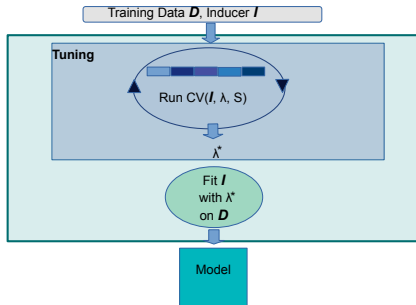 Training Data D, Inducer I
Tuning
Run CV(I, λ, S)
λ*
Fit I
with λ*
on D
Model